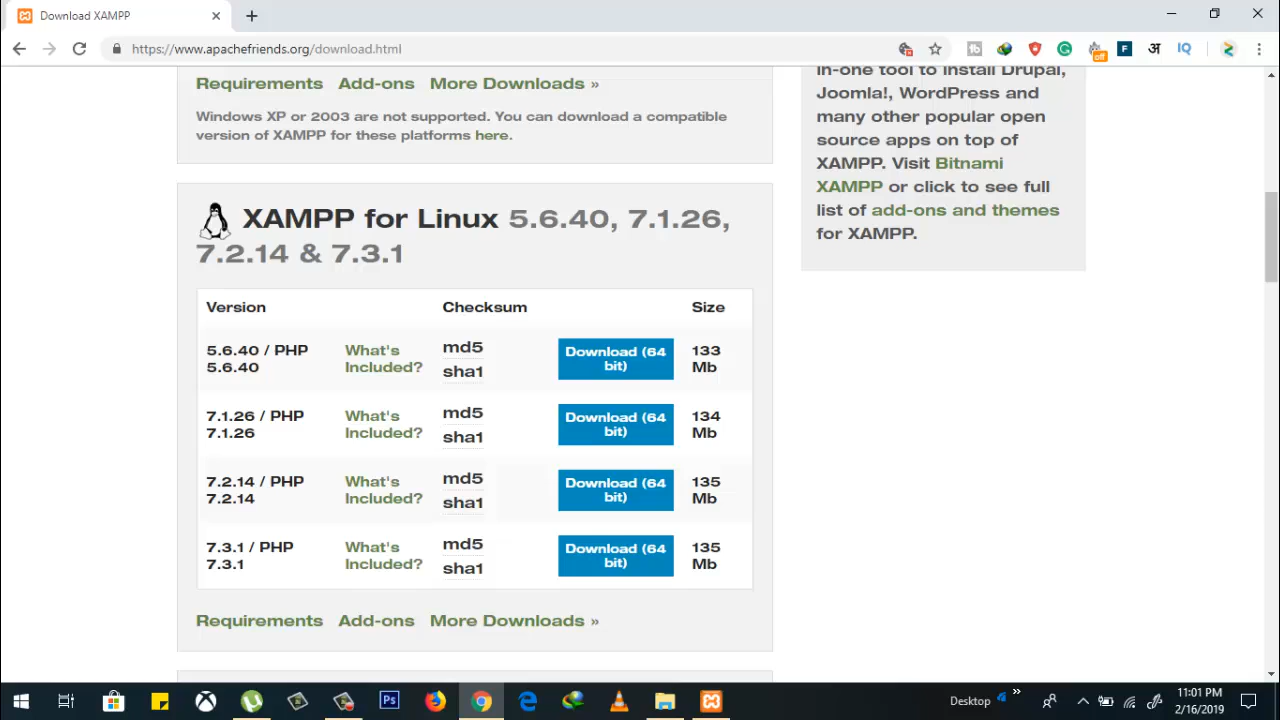 Download XAMPP
https://www.apachefriends.org/download.html
off
F
अ
IQ
Requirements Add-ons More Downloads »
Windows XP or 2003 are not supported. You can download a compatible
version of XAMPP for these platforms here.
XAMPP for Linux 5.6.40, 7.1.26,
7.2.14 & 7.3.1
Version Checksum Size
5.6.40 / PHP
5.6.40
What's
Included?
md5
sha1
Download (64
bit)
133
Mb
7.1.26 / PHP
7.1.26
What's
Included?
md5
sha1
Download (64
bit)
134
Mb
7.2.14 / PHP
7.2.14
What's
Included?
md5
sha1
Download (64
bit)
135
Mb
7.3.1 / PHP
7.3.1
What's
Included?
md5
sha1
Download (64
bit)
135
Mb
Requirements Add-ons More Downloads »
in-one tool to install Drupal,
Joomla!, WordPress and
many other popular open
source apps on top of
XAMPP. Visit Bitnami
XAMPP or click to see full
list of add-ons and themes
for XAMPP.
Ps
Desktop
11:01 PM
2/16/2019